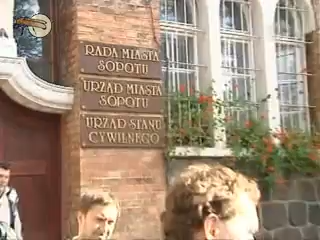 RADA MIASTA
SOPOTU
URZĄD MIASTA
SOPOTU
URZĄD STANU
CYWILNEGO